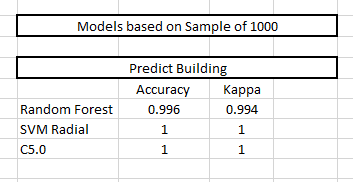 Models based on Sample of 1000
Predict Building
Accuracy Kappa
Random Forest 0.996 0.994
SVM Radial 1 1
C5.0 1 1